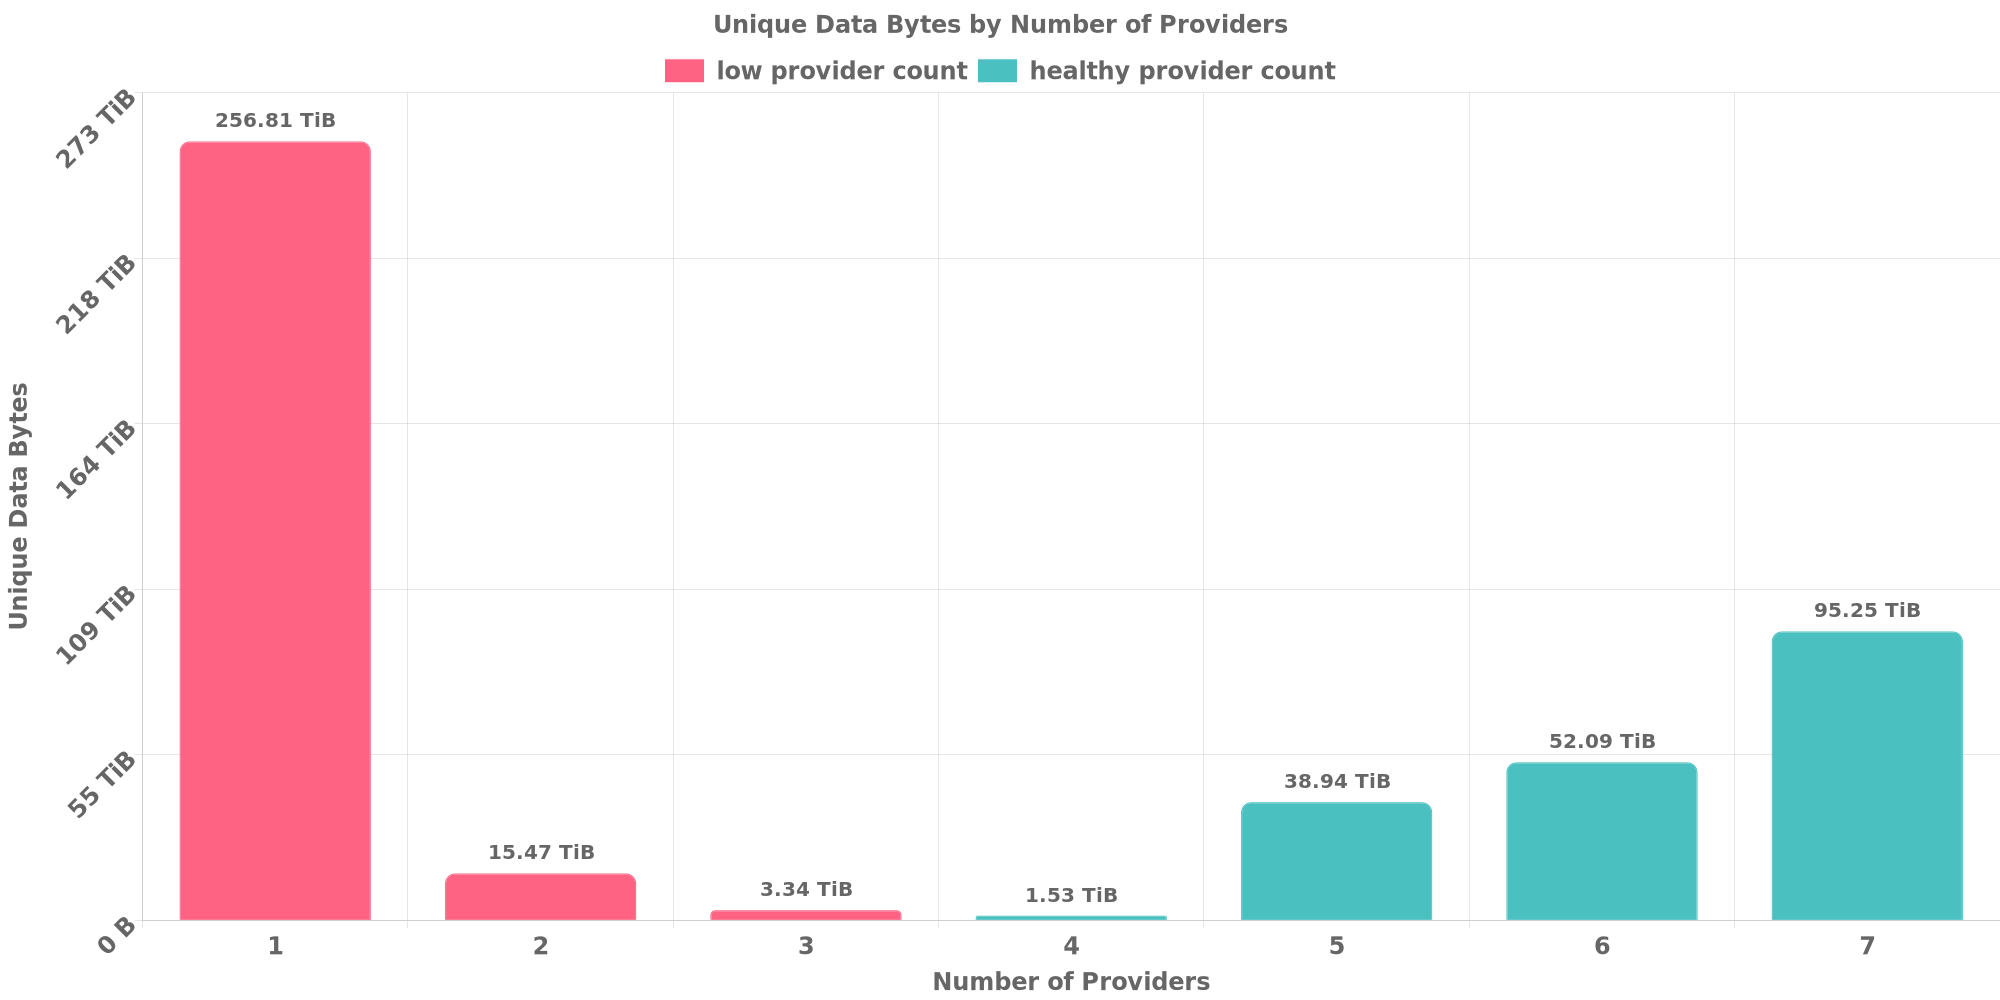 Unique Data Bytes by Number of Providers
low provider count healthy provider count
273 TiB
218 TiB
164 TiB
109 TiB
55 TiB
0 B
Unique Data Bytes
256.81 TiB
15.47 TiB
3.34 TiB
1.53 TiB
38.94 TiB
52.09 TiB
95.25 TiB
1 2 3 4 5 6 7
Number of Providers